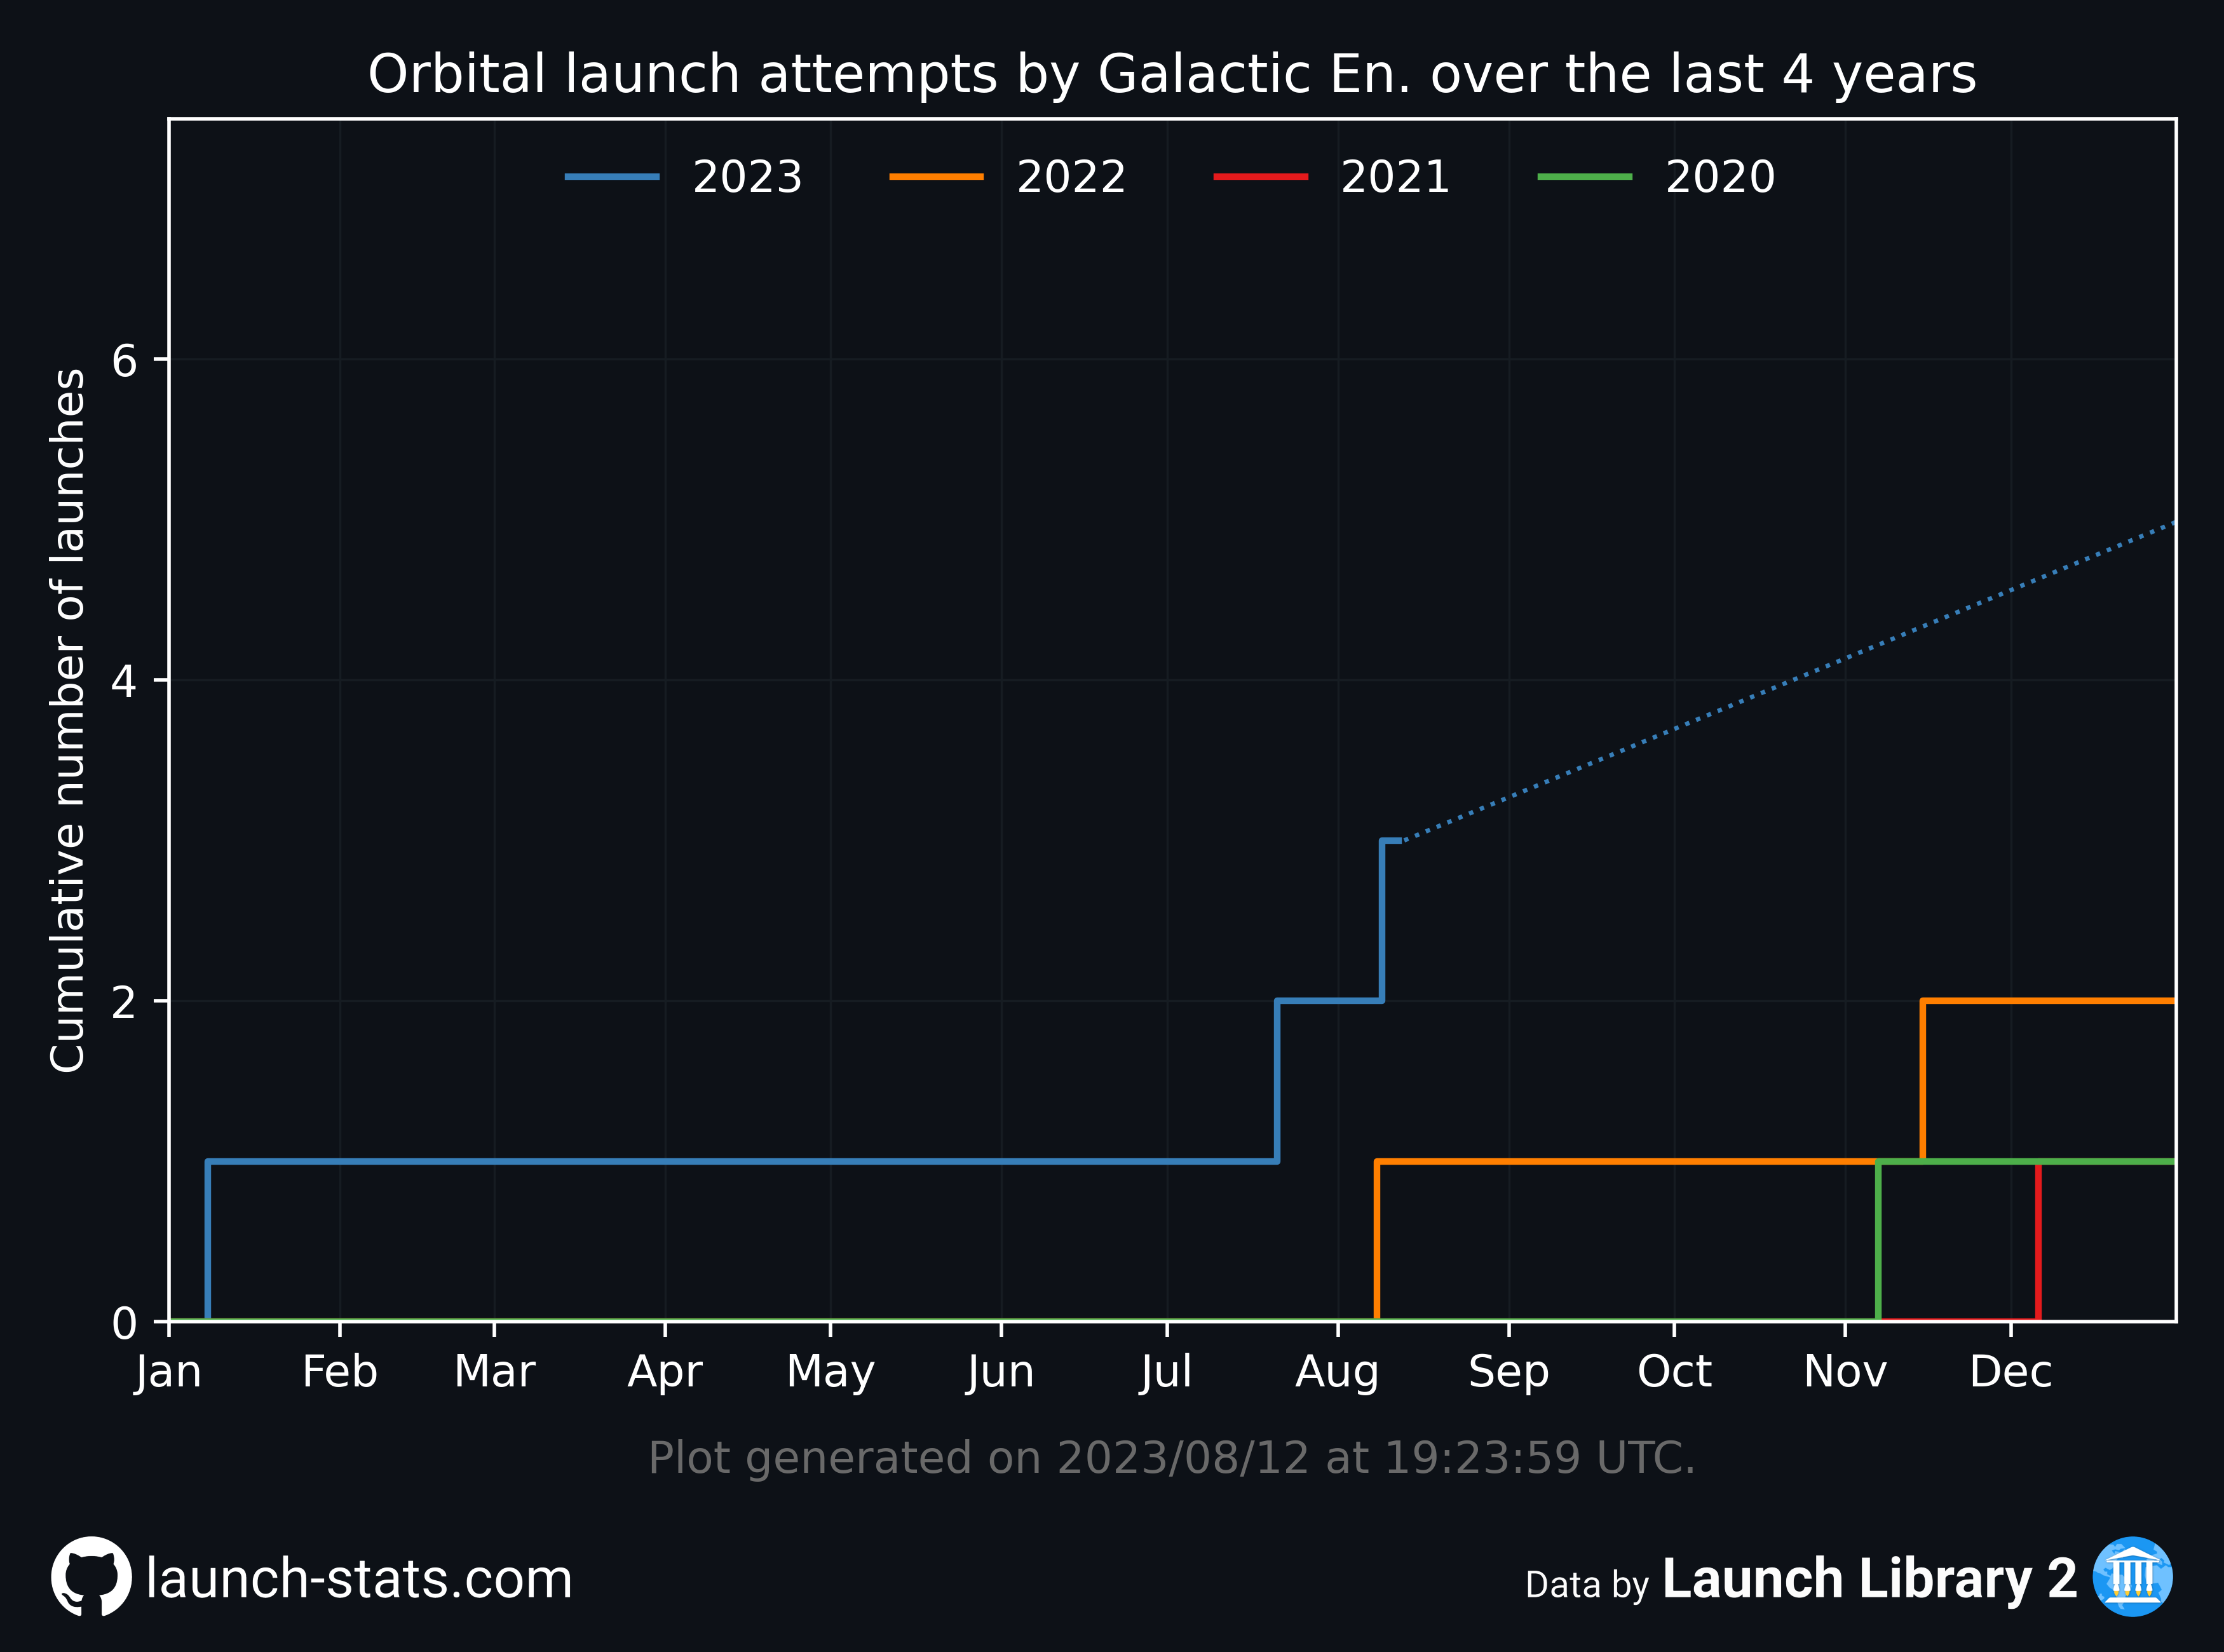 Orbital launch attempts by Galactic En. over the last 4 years
2023 2022 2021 2020
Cumulative number of launches
6
4
2
0
Jan Feb Mar Apr May Jun Jul Aug Sep Oct Nov Dec
Plot generated on 2023/08/12 at 19:23:59 UTC.
launch-stats.com
Data by Launch Library 2